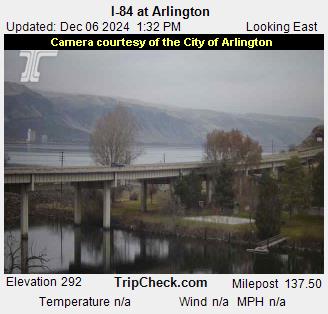 I-84 at Arlington
Updated: Dec 06 2024 1:32 PM Looking East
Camera courtesy of the City of Arlington
Elevation 292 TripCheck.com Milepost 137.50
Temperature n/a Wind n/a MPH n/a